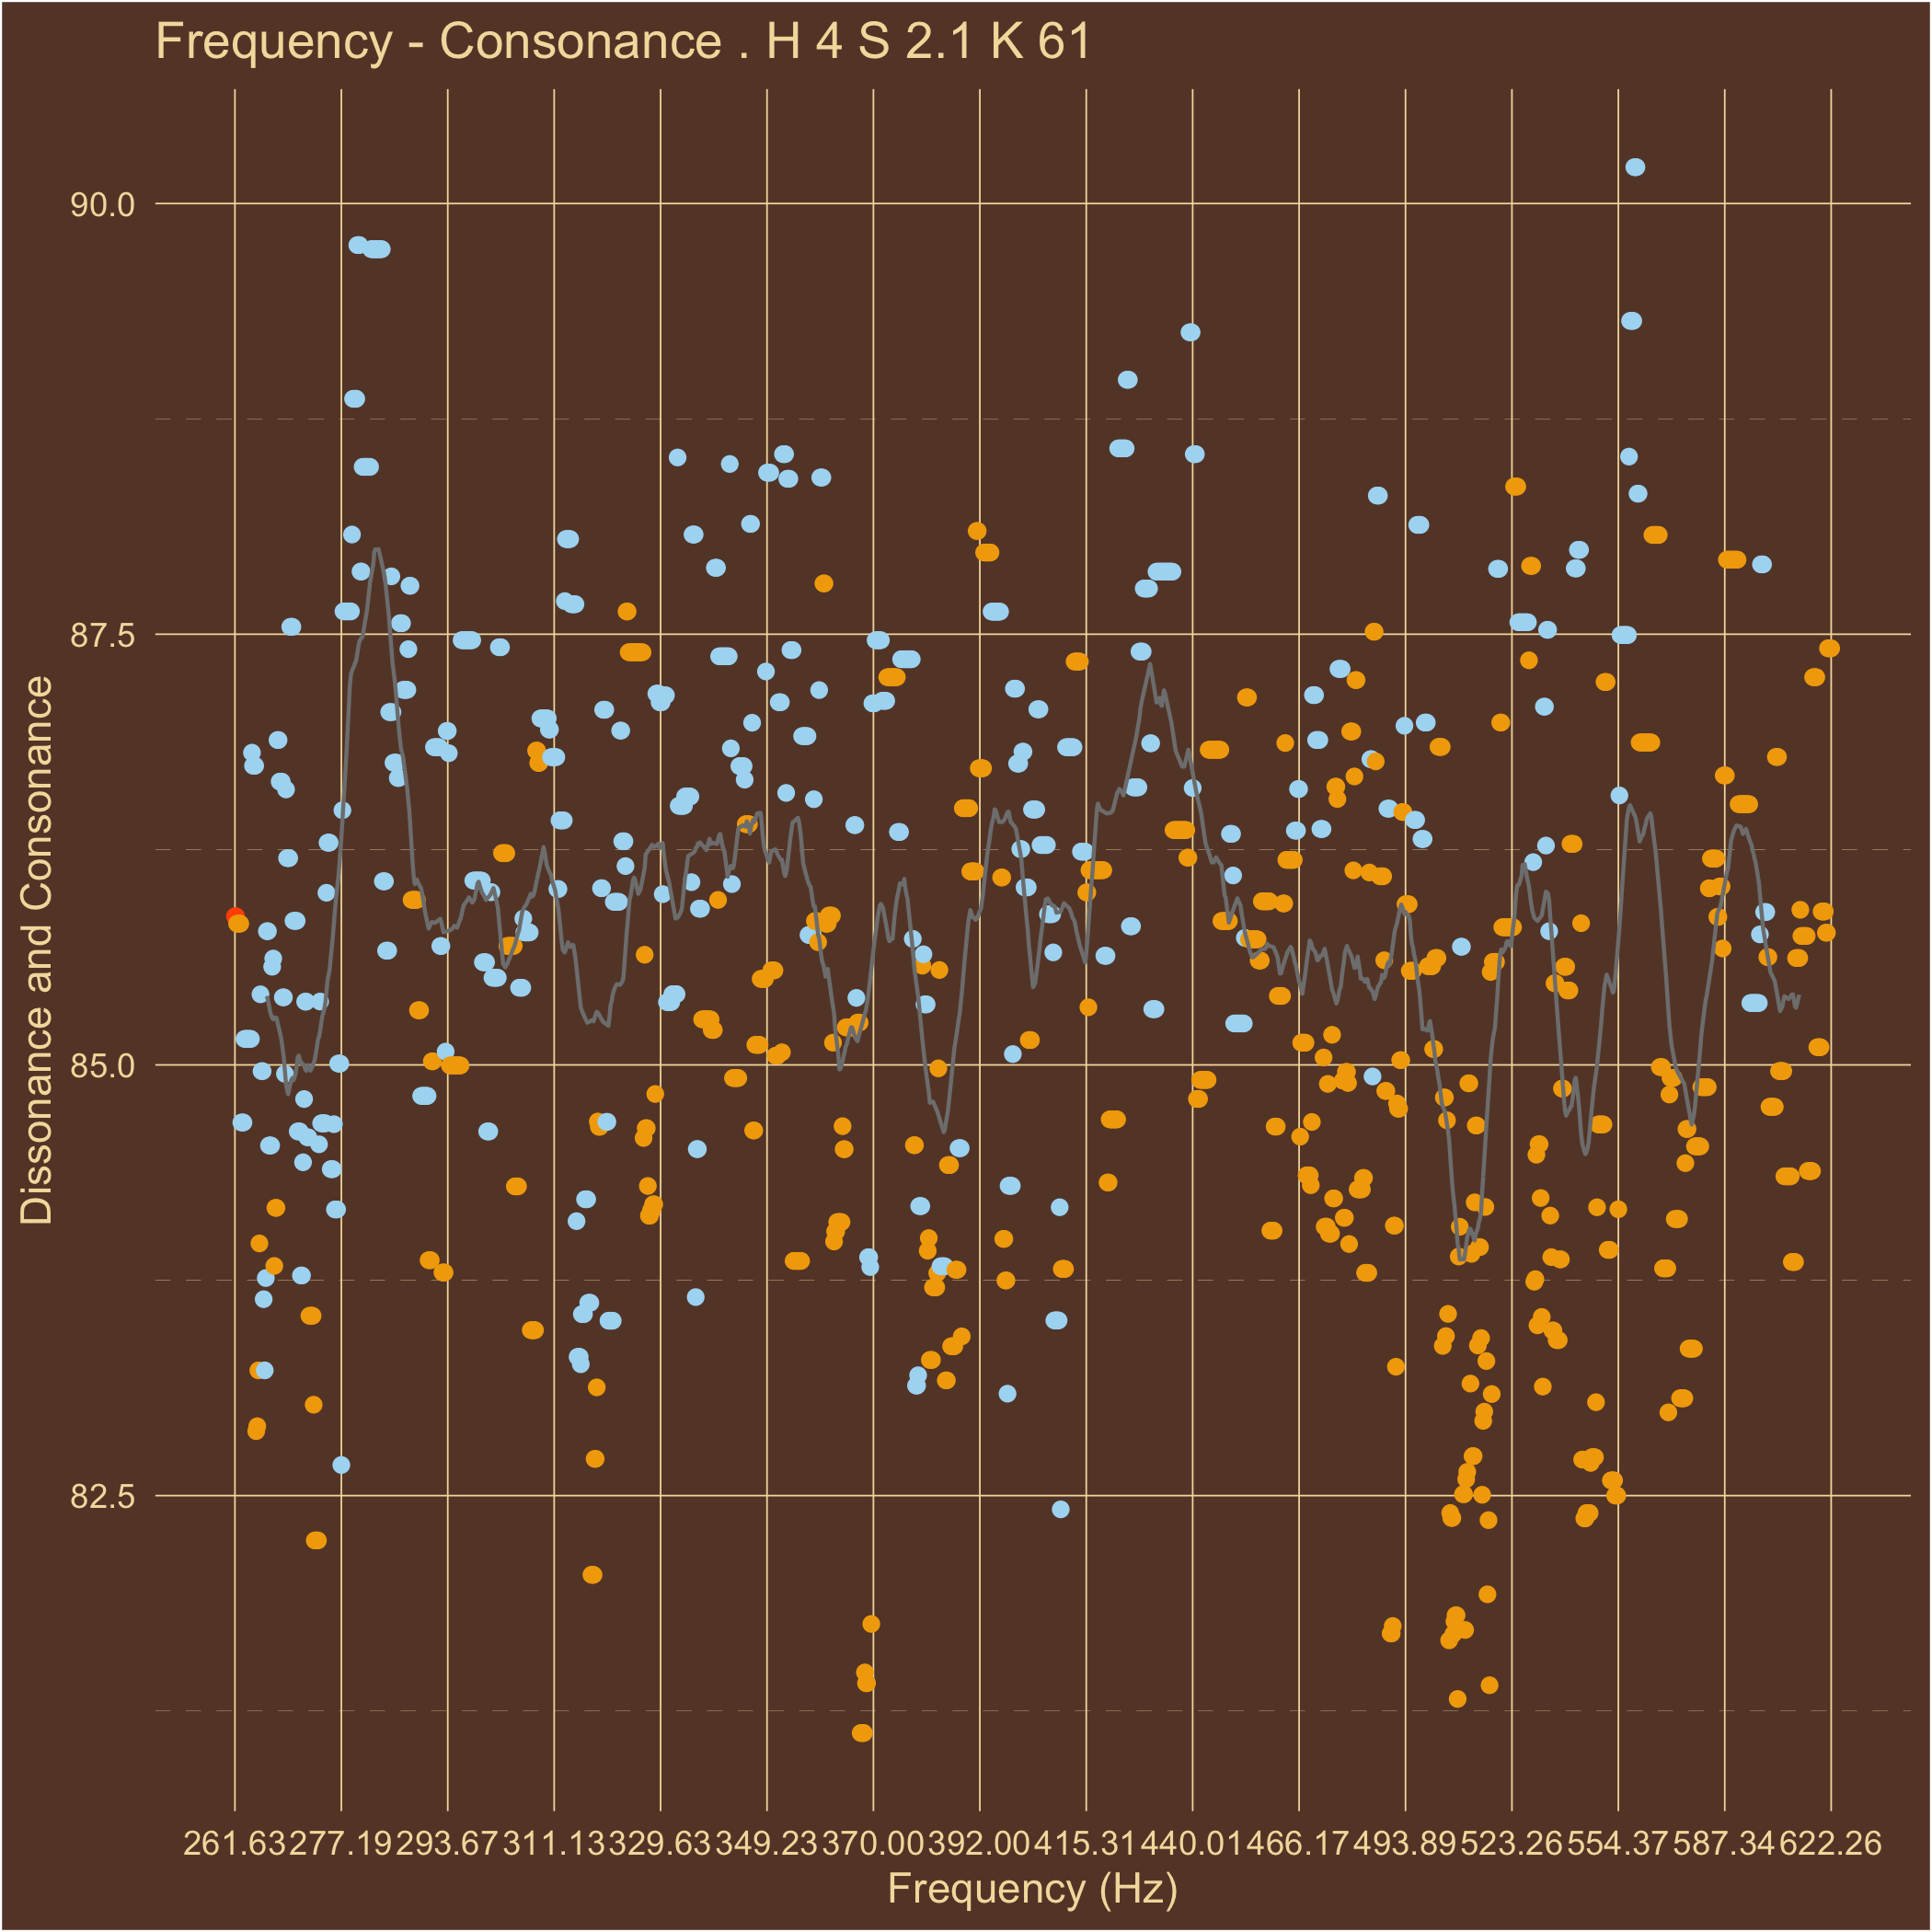 Frequency - Consonance . H 4 S 2.1 K 61
Dissonance and Consonance
90.0
87.5
85.0
82.5
261.63 277.19 293.67 311.13 329.63 349.23 370.00 392.00 415.31 440.01 466.17 493.89 523.26 554.37 587.34 622.26
Frequency (Hz)